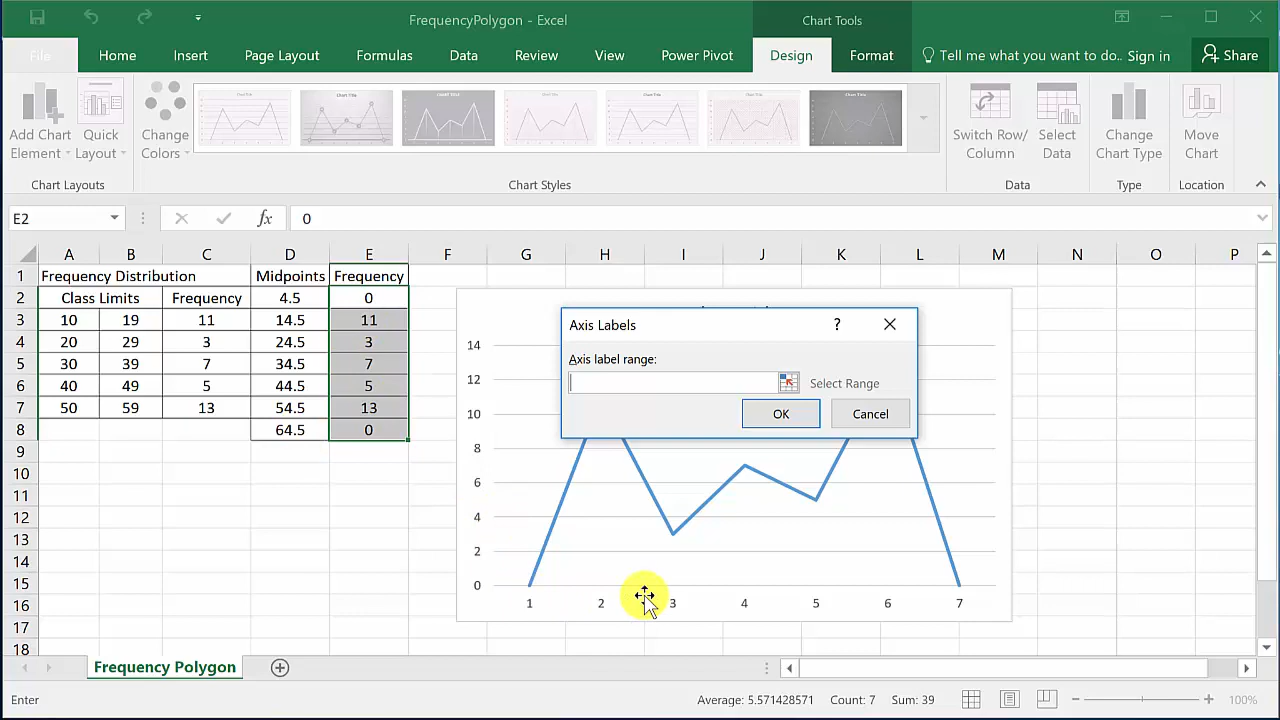 FrequencyPolygon - Excel
Chart Tools
File Home Insert Page Layout Formulas Data Review View Power Pivot Design Format Tell me what you want to do.. Sign in Share
Add Chart Element
Quick Layout
Change Colors
Switch Row/ Column
Select Data
Change Chart Type
Move Chart
Chart Layouts Chart Styles Data Type Location
E2 fx 0
A B C D E F G H I J K L M N O P
1 Frequency Distribution Midpoints Frequency
2 Class Limits Frequency 4.5 0
3 10 19 11 14.5 11
4 20 29 3 24.5 3
5 30 39 7 34.5 7
6 40 49 5 44.5 5
7 50 59 13 54.5 13
8 64.5 0
9
10
11
12
13
14
15
16
17
18
Axis Labels ?
Axis label range:
Select Range
OK Cancel
14
12
10
8
6
4
2
0
1 2 3 4 5 6 7
Frequency Polygon
Enter Average: 5.571428571 Count: 7 Sum: 39 100%